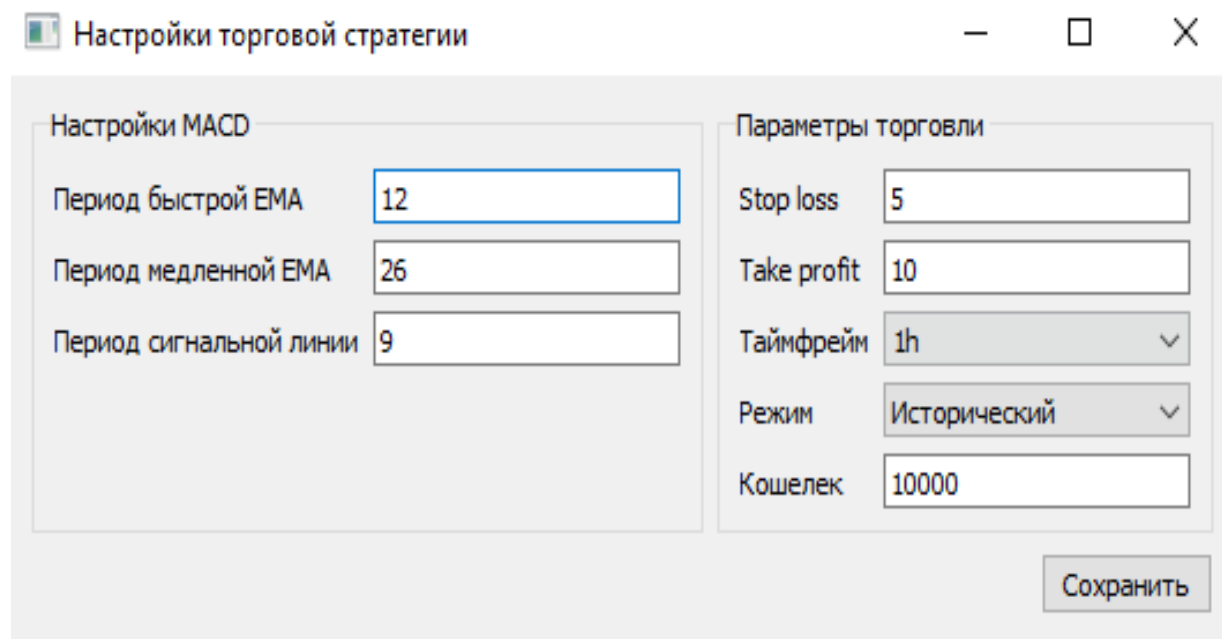 Настройки торговой стратегии
Настройки MACD
Период быстрой EMA 12
Период медленной EMA 26
Период сигнальной линии 9
Параметры торговли
Stop loss 5
Take profit 10
Таймфрейм 1h
Режим Исторический
Кошелек 10000
Сохранить